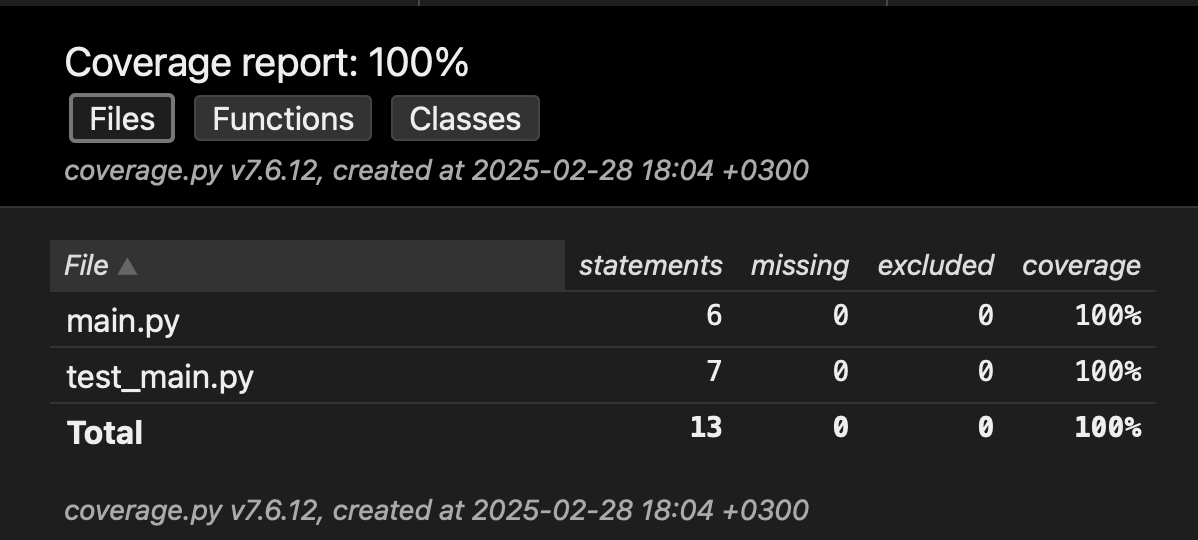 Coverage report: 100%
Files Functions Classes
coverage.py v7.6.12, created at 2025-02-28 18:04 +0300
File ▲ statements missing excluded coverage
main.py 6 0 0 100%
test_main.py 7 0 0 100%
Total 13 0 0 100%
coverage.py v7.6.12, created at 2025-02-28 18:04 +0300